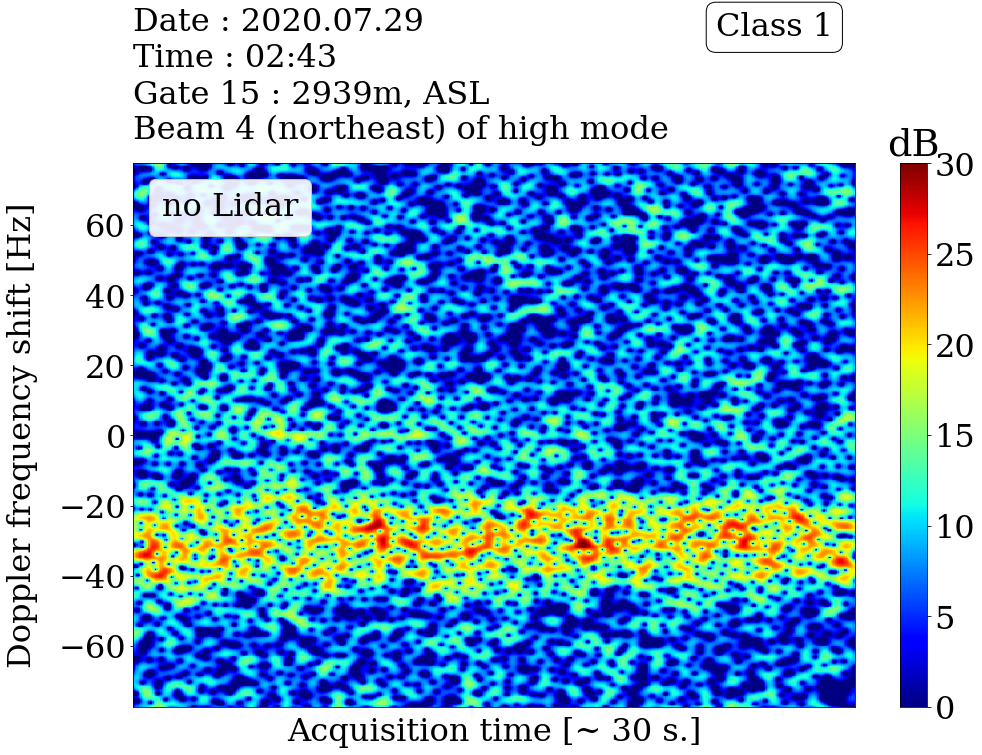 Date : 2020.07.29
Time : 02:43
Gate 15 : 2939m, ASL
Beam 4 (northeast) of high mode
Class 1
dB
no Lidar
Doppler frequency shift [Hz]
60
40
20
0
−20
−40
−60
30
25
20
15
10
5
0
Acquisition time [~ 30 s.]